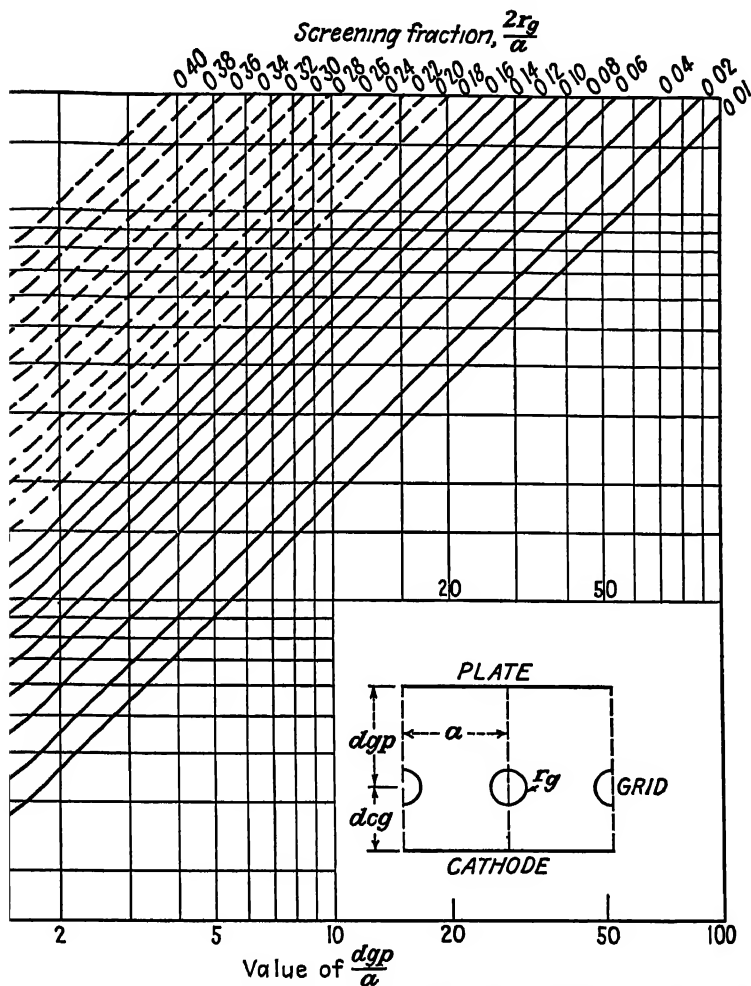 Screening fraction, 2rg/a
0 40 0 38 0 36 0 34 0 32 0 30 0 28 0 26 0 24 0 22 0 20 0 18 0 16 0 14 0 12 0 10 0 08 0 06 0 04 0 02 0 01
20 50
PLATE
dgp
a
rg
GRID
dcg
CATHODE
2 5 10 20 50 100
Value of dgp/a